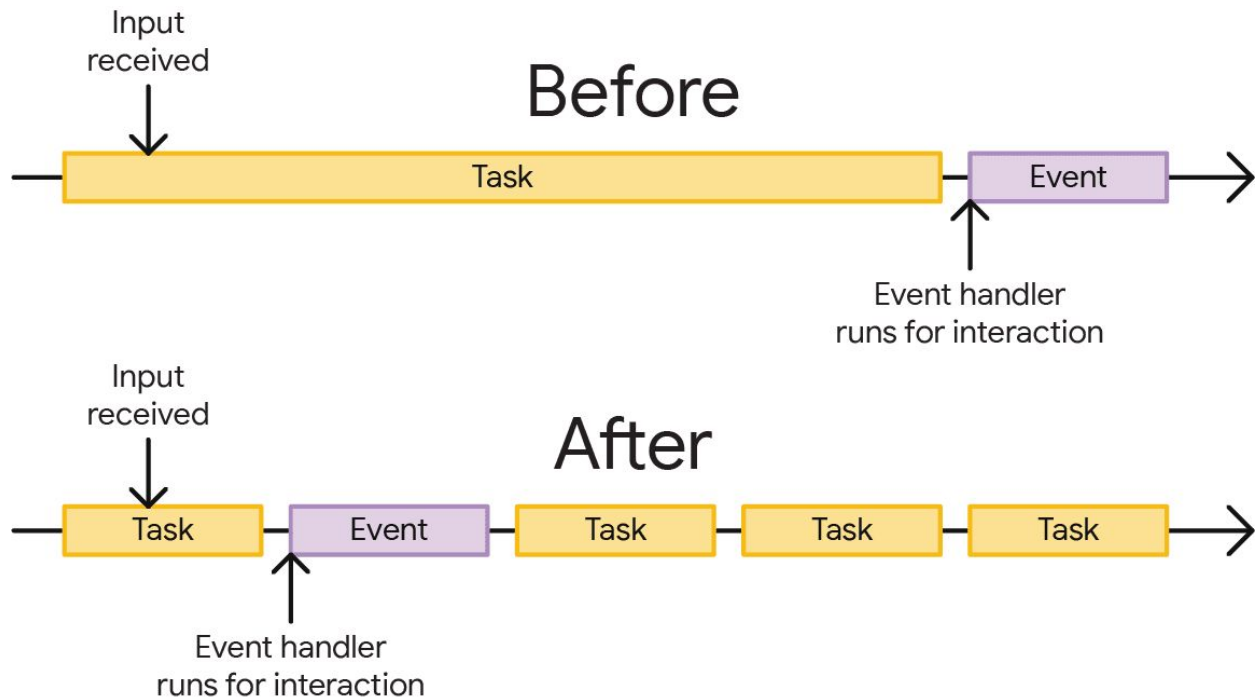 Input
received
Before
Task
Event
Event handler
runs for interaction
Input
received
After
Task
Event
Task
Task
Task
Event handler
runs for interaction